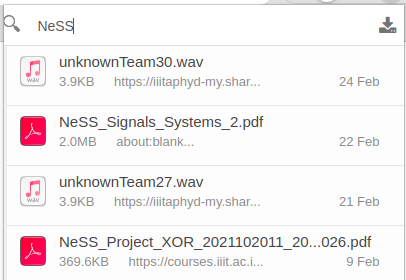 NeSS
unknownTeam30.wav
3.9KB https://iiitaphyd-my.shar... 24 Feb
NeSS_Signals_Systems_2.pdf
2.0MB about:blank... 22 Feb
unknownTeam27.wav
3.9KB https://iiitaphyd-my.shar... 21 Feb
NeSS_Project_XOR_2021102011_20...026.pdf
369.6KB https://courses.iiit.ac.i... 9 Feb
wav
wav